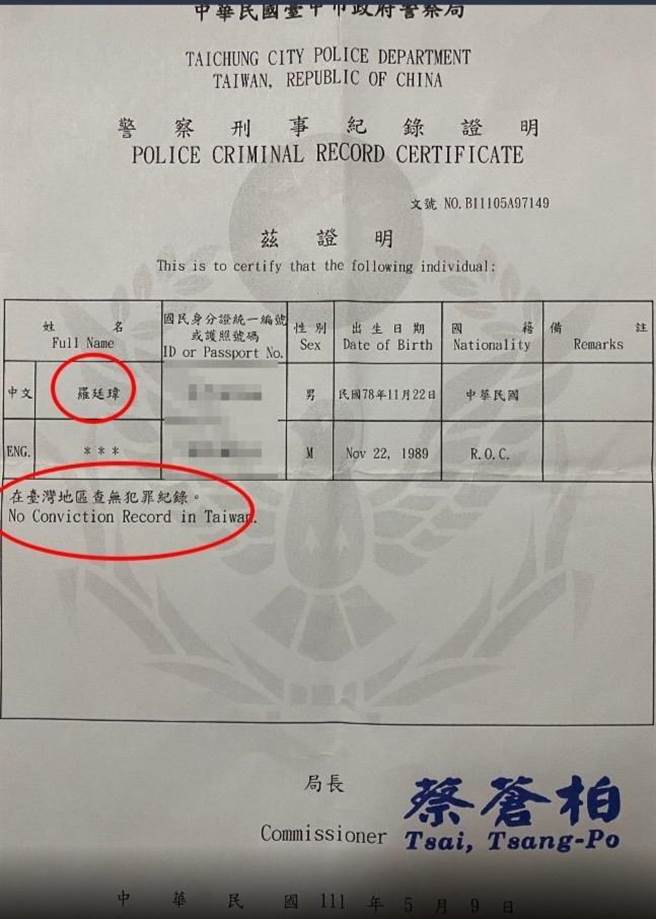 中華民國臺中市政府警察局
TAICHUNG CITY POLICE DEPARTMENT
TAIWAN, REPUBLIC OF CHINA
警察刑事紀錄證明
POLICE CRIMINAL RECORD CERTIFICATE
文號 NO.B11105A97149
茲證明
This is to certify that the following individual:
姓名
Full Name
國民身分證統一編號
或護照號碼
ID or Passport No.
性別
Sex
出生日期
Date of Birth
國籍
Nationality
備註
Remarks
中文 羅廷瑋 男 民國78年11月22日 中華民國
ENG. *** M Nov 22, 1989 R.O.C.
在臺灣地區查無犯罪紀錄。
No Conviction Record in Taiwan.
局長
Commissioner
蔡蒼柏
Tsai, Tsang-Po
中華民國 111 年 5 月 9 日